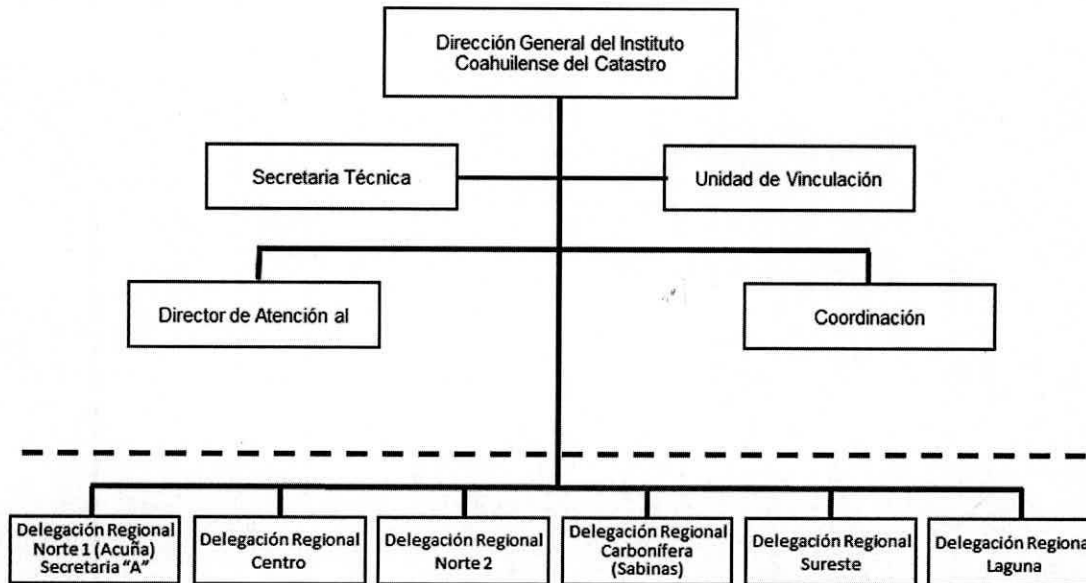 Dirección General del Instituto
Coahuilense del Catastro
Secretaria Técnica
Unidad de Vinculación
Director de Atención al
Coordinación
Delegación Regional
Norte 1 (Acuña)
Secretaria "A"
Delegación Regional
Centro
Delegación Regional
Norte 2
Delegación Regional
Carbonífera
(Sabinas)
Delegación Regional
Sureste
Delegación Regional
Laguna